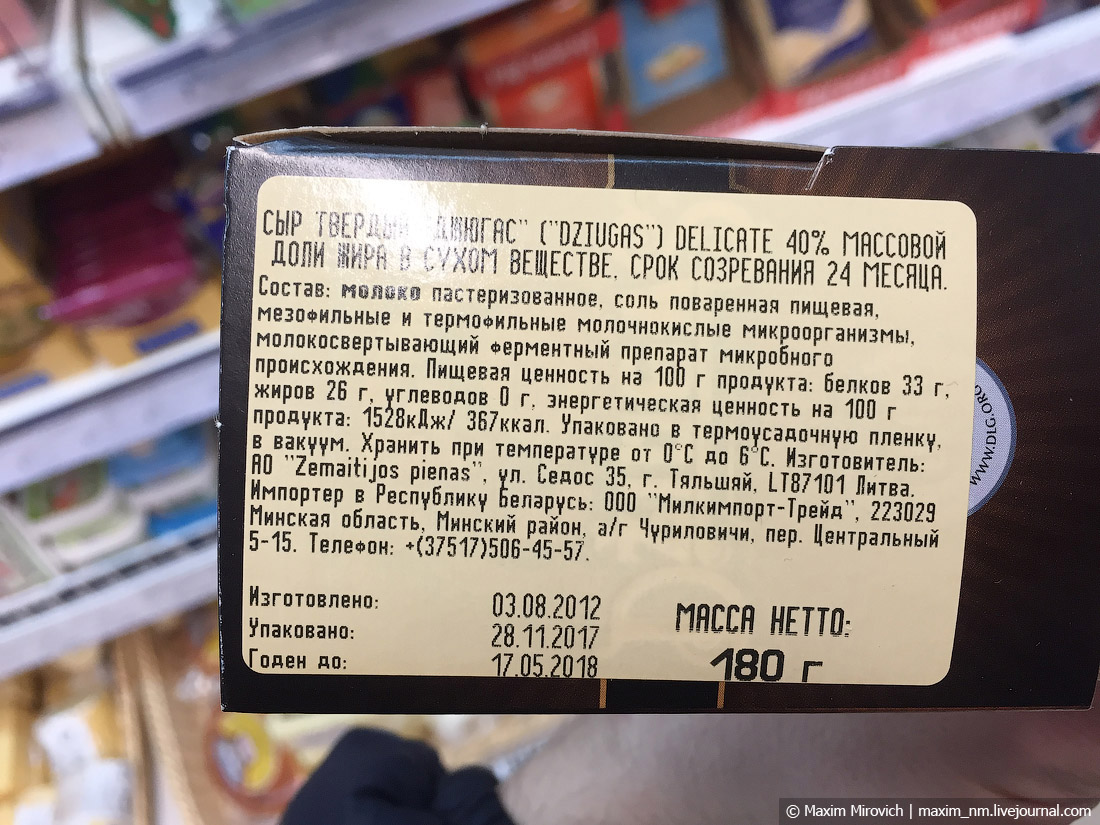 СЫР ТВЕРДЫЙ "ДЖЮГАС" ("DZIUGAS") DELICATE 40% МАССОВОЙ
ДОЛИ ЖИРА В СУХОМ ВЕЩЕСТВЕ. СРОК СОЗРЕВАНИЯ 24 МЕСЯЦА.
Состав: молоко пастеризованное, соль поваренная пищевая,
мезофильные и термофильные молочнокислые микроорганизмы,
молокосвертывающий ферментный препарат микробного
происхождения. Пищевая ценность на 100 г продукта: белков 33 г,
жиров 26 г, углеводов 0 г, энергетическая ценность на 100 г
продукта: 1528кДж/ 367ккал. Упаковано в термоусадочную пленку,
в вакуум. Хранить при температуре от 0°С до 6°С. Изготовитель:
АО "Zemaitijos pienas", ул. Седос 35, г. Тяльшяй, LT87101 Литва.
Импортер в Республику Беларусь: ООО "Милкимпорт-Трейд", 223029
Минская область, Минский район, а/г Чуриловичи, пер. Центральный
5-15. Телефон: +(37517)506-45-57.
Изготовлено: 03.08.2012
Упаковано: 28.11.2017
Годен до: 17.05.2018
МАССА НЕТТО:
180 г
WWW.DLG.ORG
© Maxim Mirovich | maxim_nm.livejournal.com